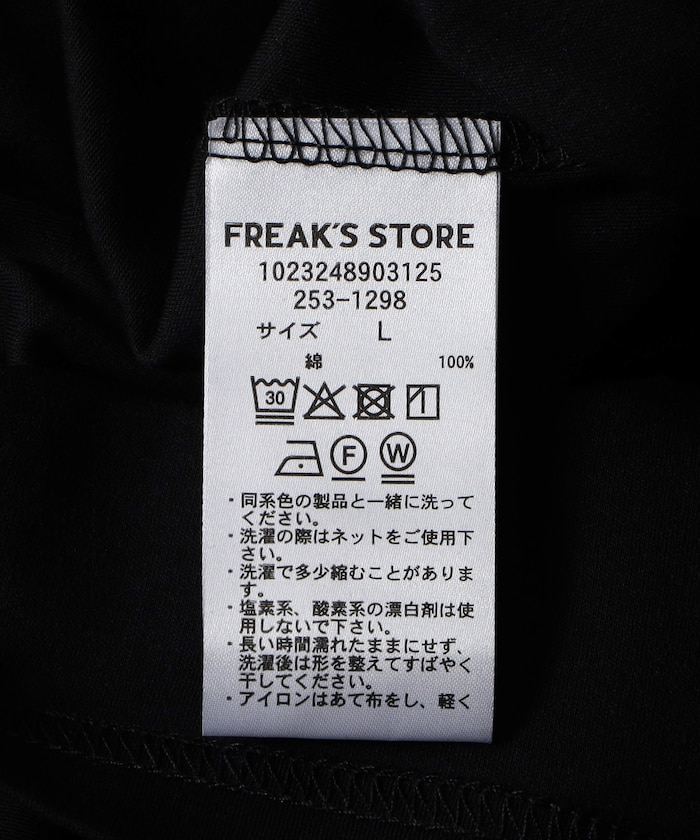 FREAK'S STORE
1023248903125
253-1298
サイズ L
綿 100%
30
F W
・同系色の製品と一緒に洗って
ください。
・洗濯の際はネットをご使用下
さい。
・洗濯で多少縮むことがありま
す。
・塩素系、酸素系の漂白剤は使
用しないで下さい。
・長い時間濡れたままにせず、
洗濯後は形を整えてすばやく
干してください。
・アイロンはあて布をし、軽く